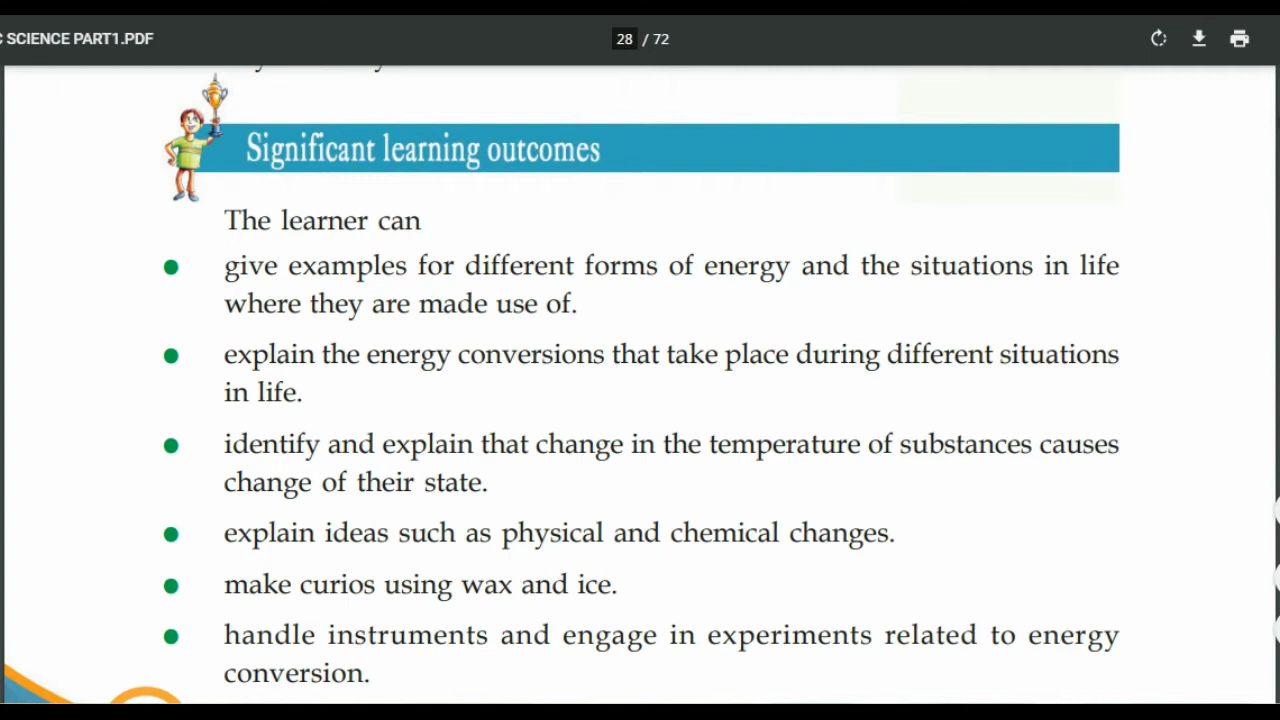 SCIENCE PART1.PDF
28 / 72
Significant learning outcomes
The learner can
give examples for different forms of energy and the situations in life
where they are made use of.
explain the energy conversions that take place during different situations
in life.
identify and explain that change in the temperature of substances causes
change of their state.
explain ideas such as physical and chemical changes.
make curios using wax and ice.
handle instruments and engage in experiments related to energy
conversion.